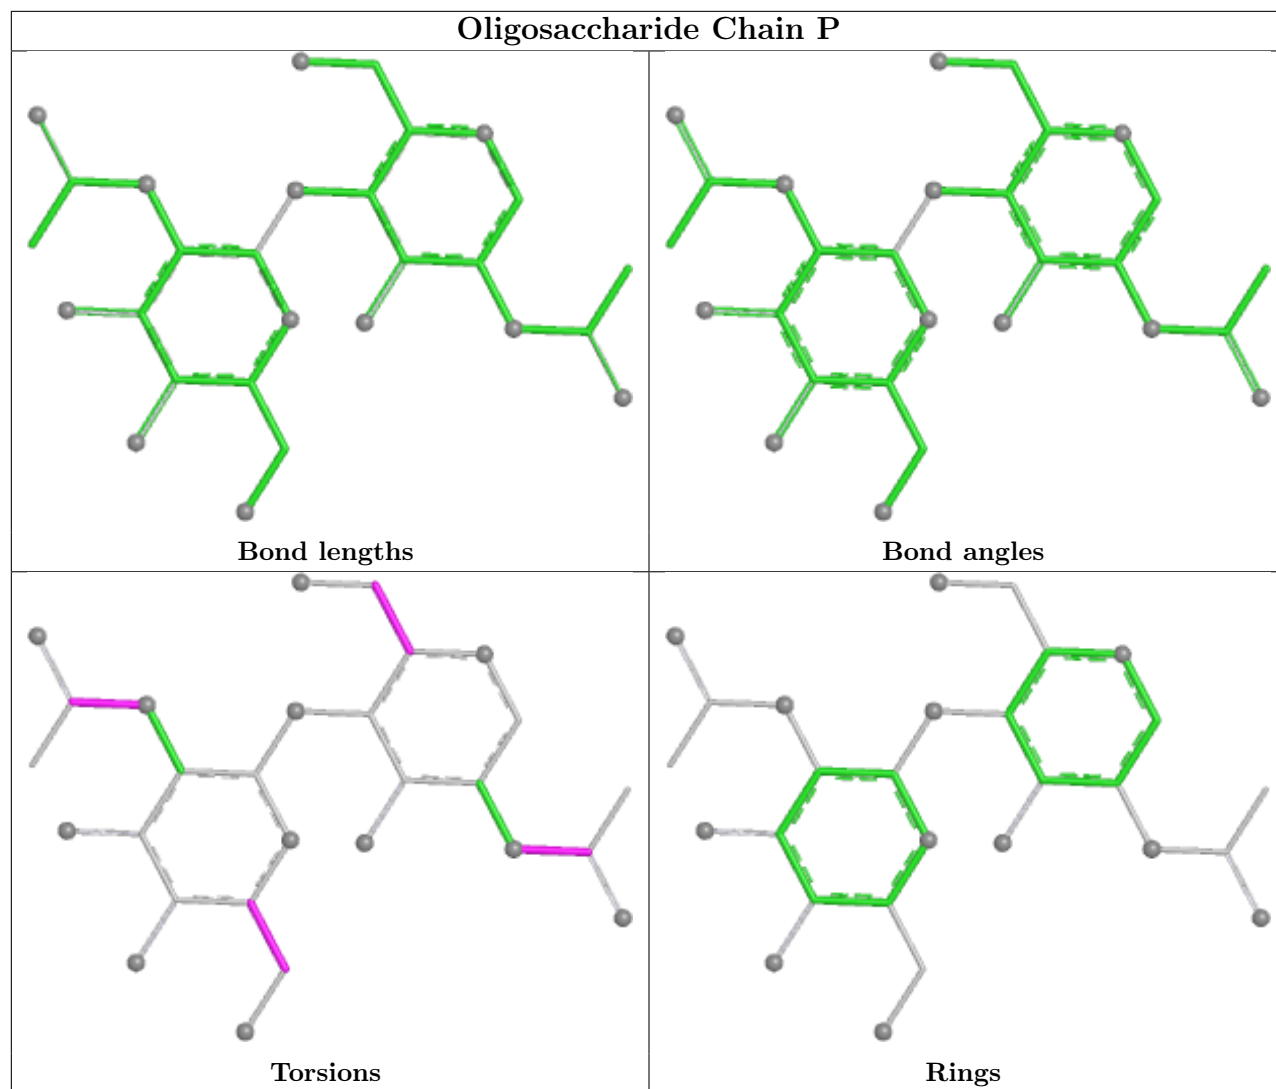 Oligosaccharide Chain P
Bond lengths
Bond angles
Torsions
Rings